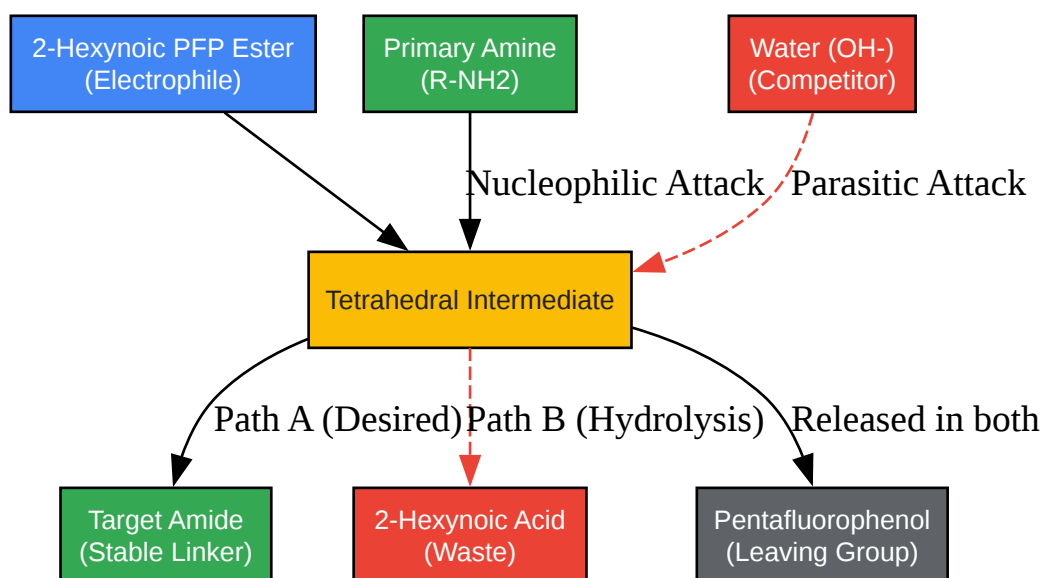 2-Hexynoic PFP Ester
(Electrophile)
Primary Amine
(R-NH2)
Water (OH-)
(Competitor)
Nucleophilic Attack
Parasitic Attack
Tetrahedral Intermediate
Path A (Desired)
Path B (Hydrolysis)
Released in both
Target Amide
(Stable Linker)
2-Hexynoic Acid
(Waste)
Pentafluorophenol
(Leaving Group)